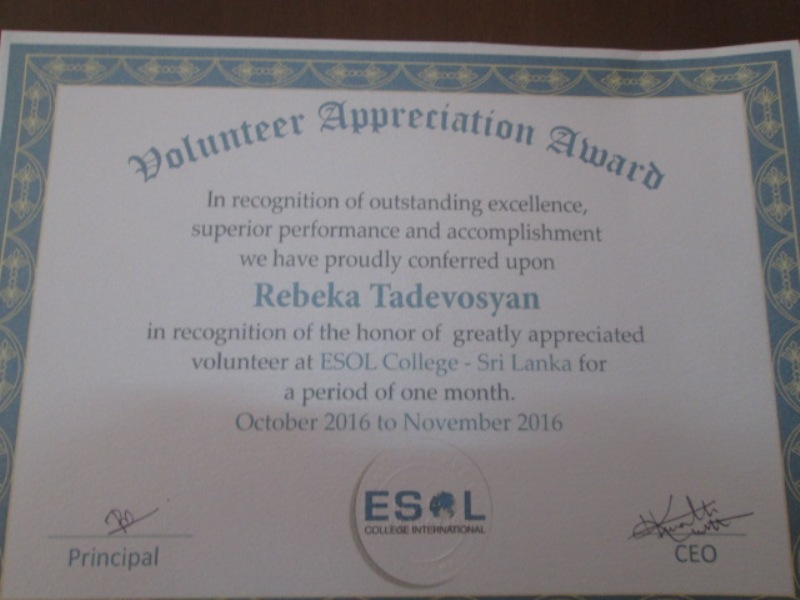 Volunteer Appreciation Award
In recognition of outstanding excellence,
superior performance and accomplishment
we have proudly conferred upon
Rebeka Tadevosyan
in recognition of the honor of greatly appreciated
volunteer at ESOL College - Sri Lanka for
a period of one month.
October 2016 to November 2016
ESOL
COLLEGE INTERNATIONAL
Principal
CEO